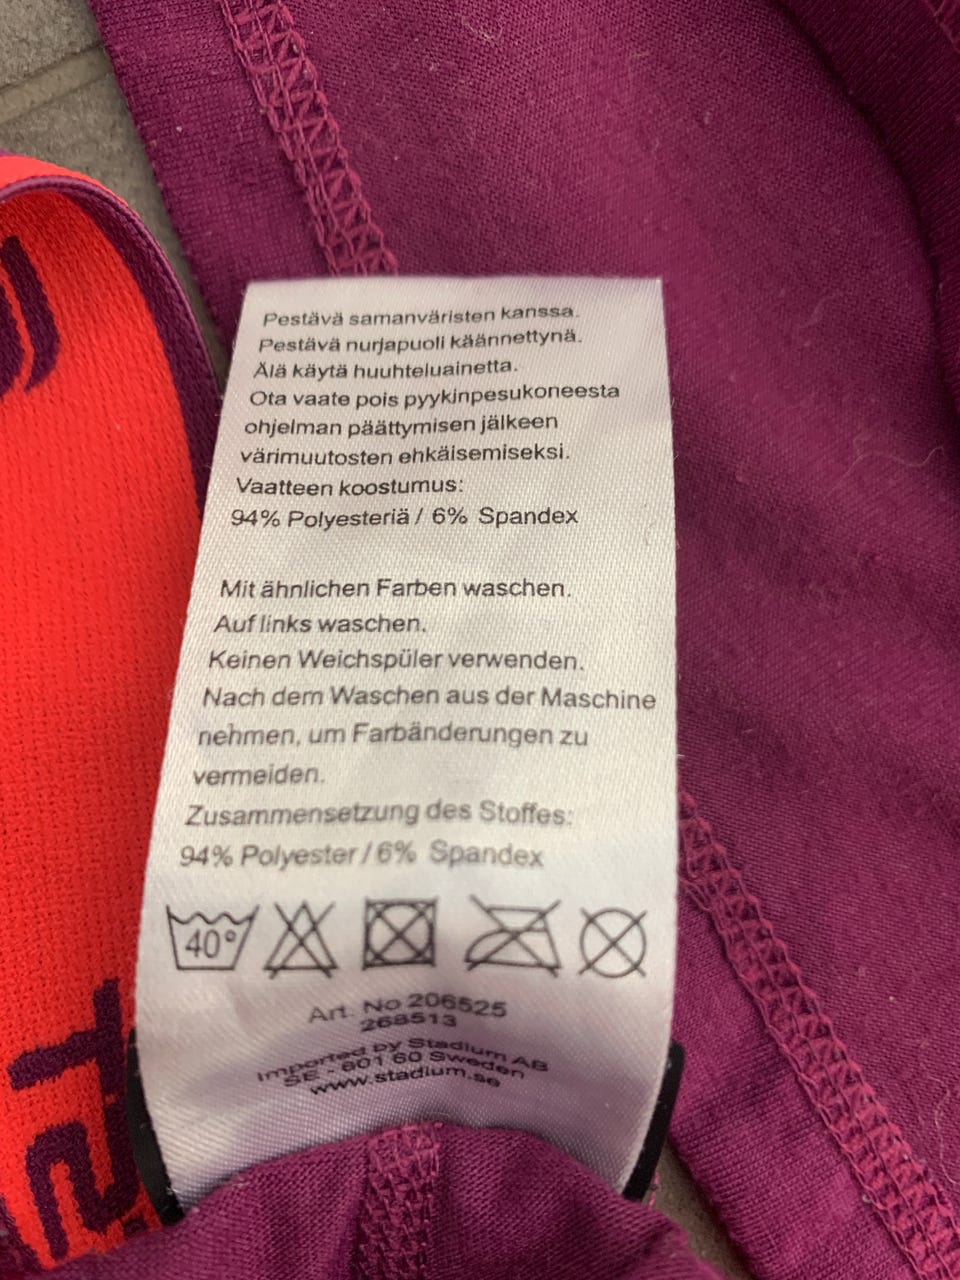 Pestävä samanväristen kanssa.
Pestävä nurjapuoli käännettynä.
Älä käytä huuhteluainetta.
Ota vaate pois pyykinpesukoneesta
ohjelman päättymisen jälkeen
värimuutosten ehkäisemiseksi.
Vaatteen koostumus:
94% Polyesteriä / 6% Spandex
Mit ähnlichen Farben waschen.
Auf links waschen.
Keinen Weichspüler verwenden.
Nach dem Waschen aus der Maschine
nehmen, um Farbänderungen zu
vermeiden.
Zusammensetzung des Stoffes:
94% Polyester / 6% Spandex
40°
Art. No 206525
268513
Imported by Stadium AB
SE - 601 60 Sweden
www.stadium.se